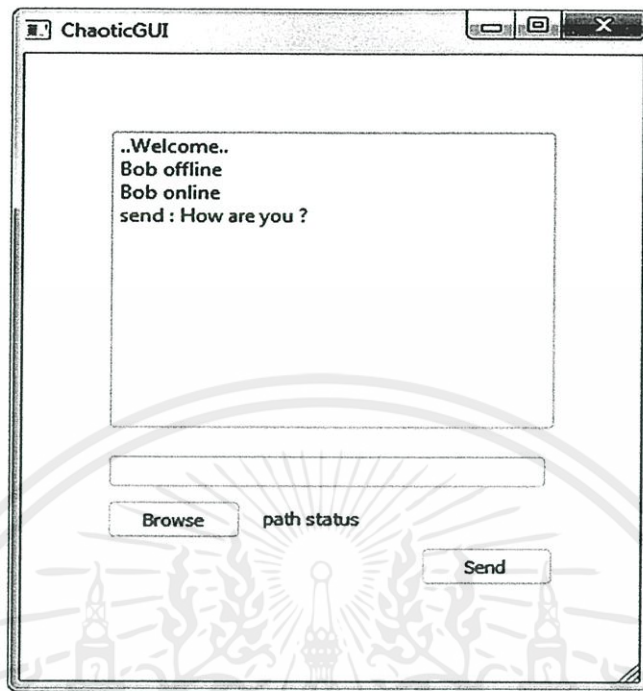 ChaoticGUI
..Welcome..
Bob offline
Bob online
send : How are you ?
Browse path status
Send